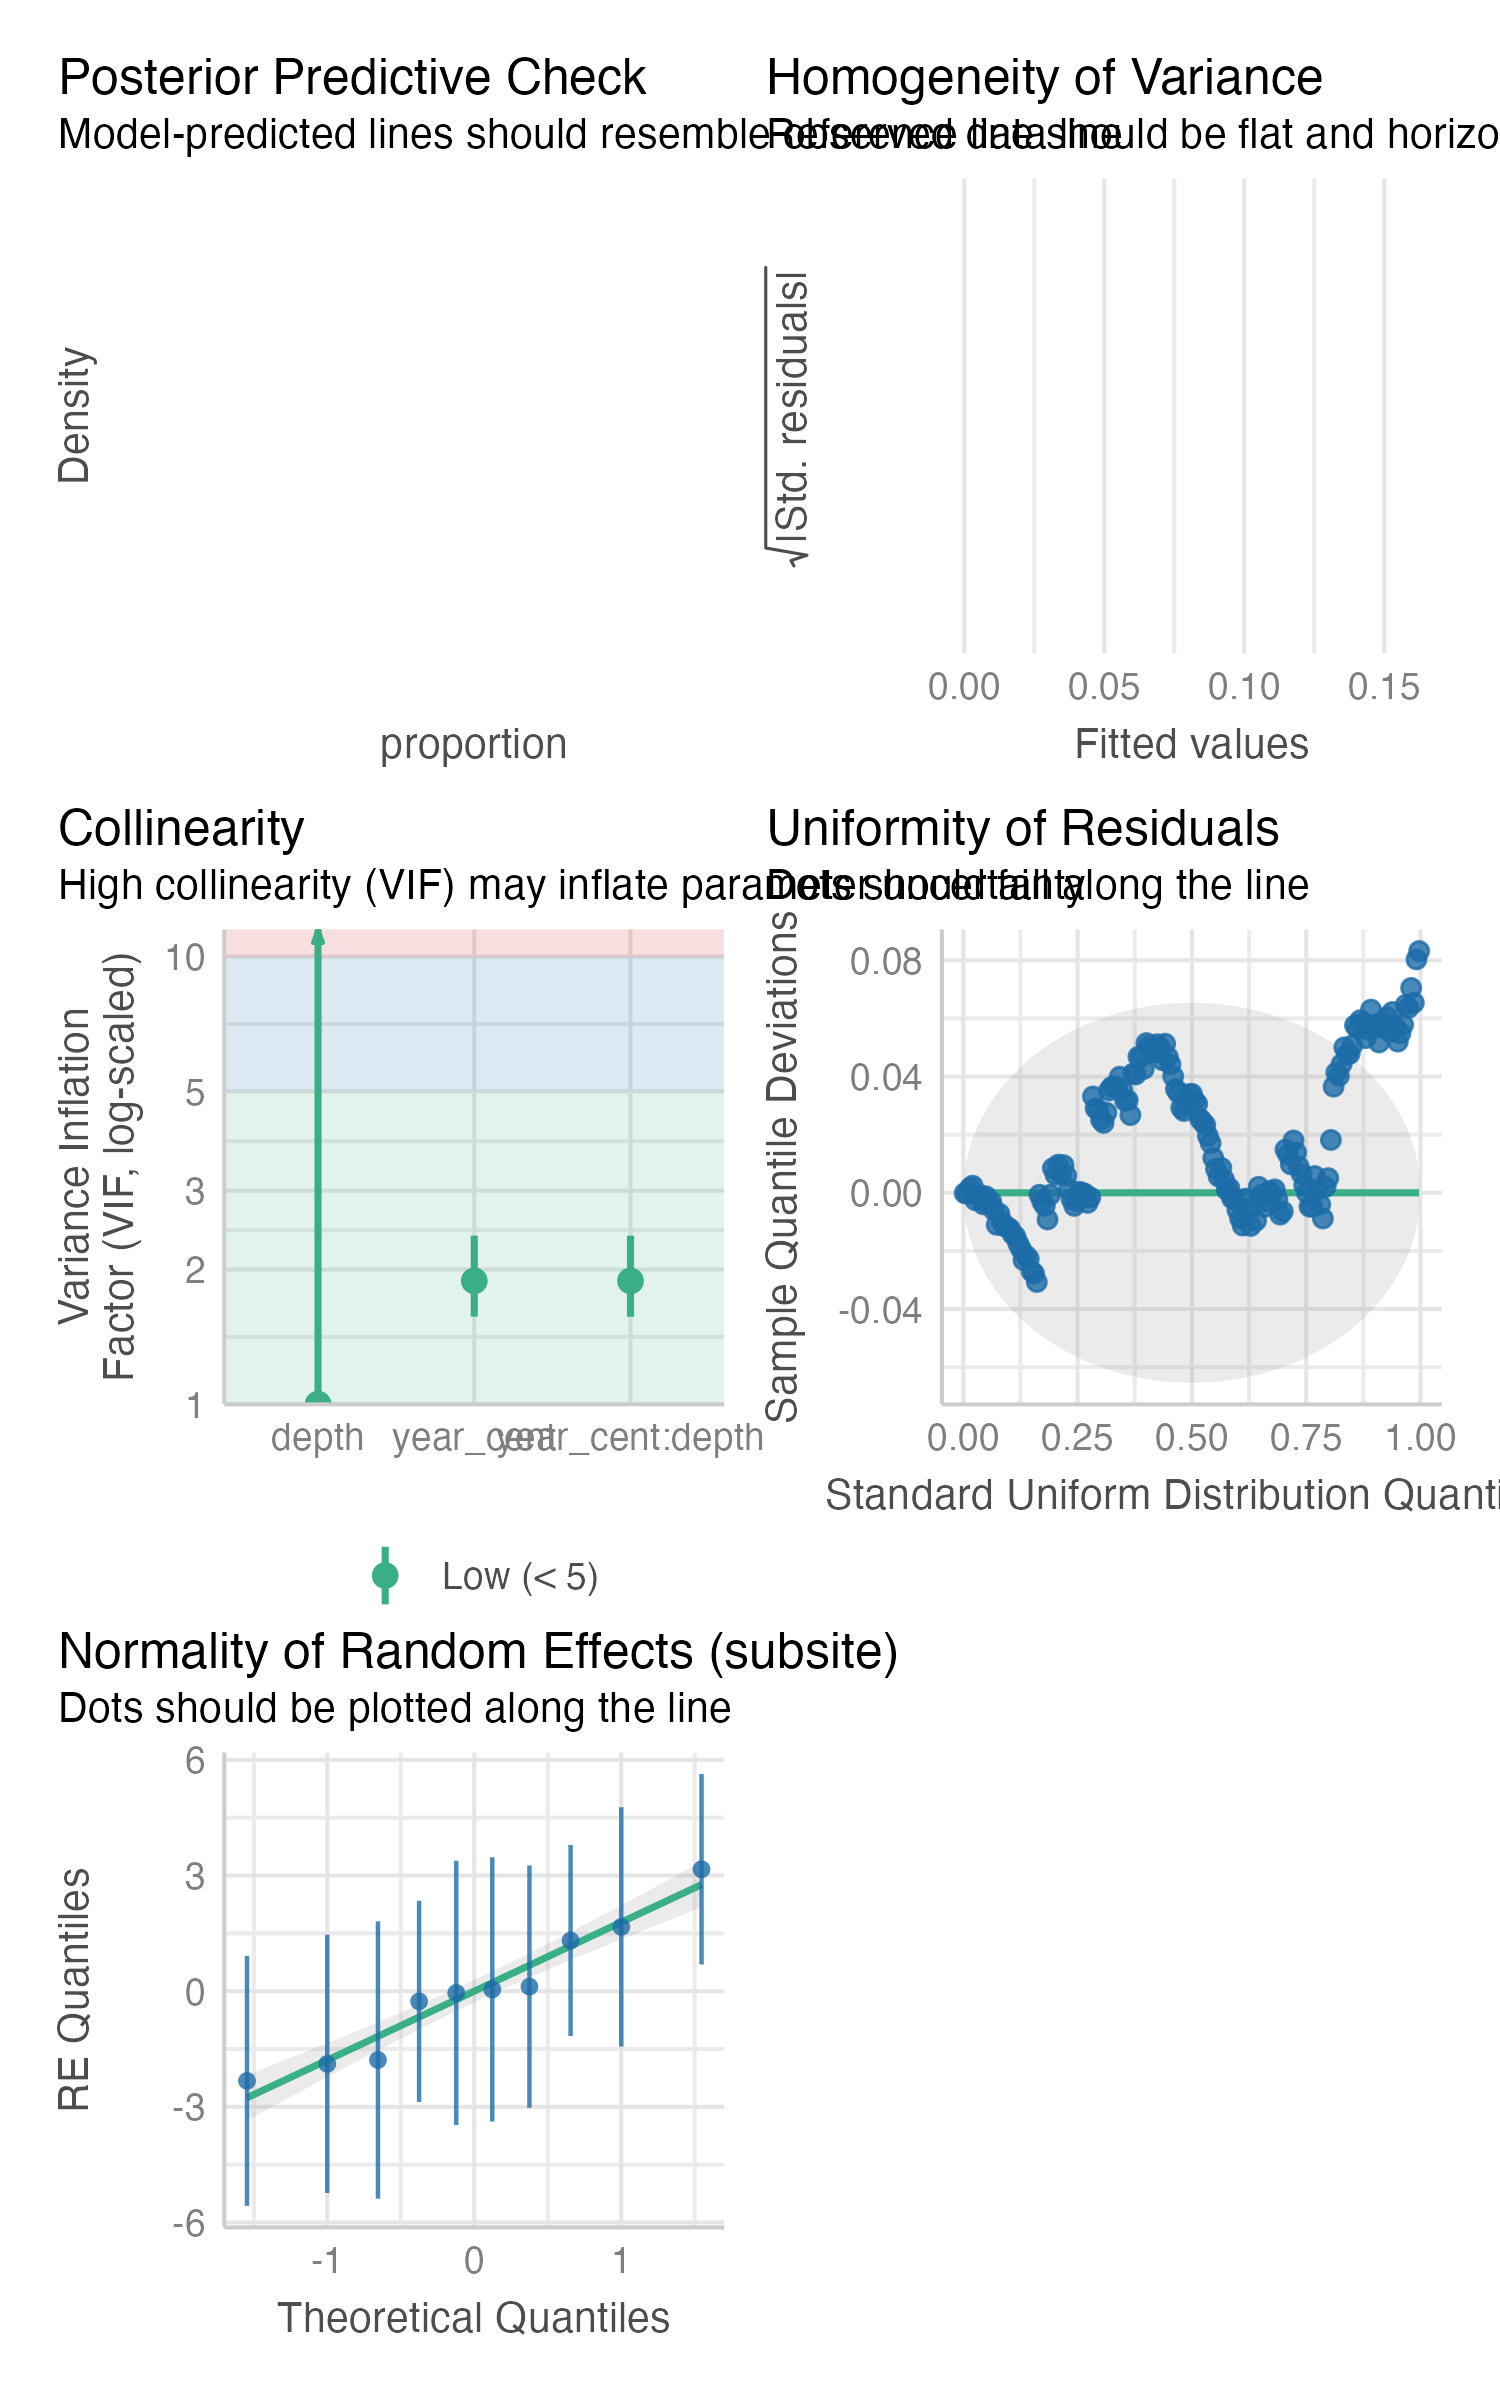 Posterior Predictive Check
Model-predicted lines should resemble observed data line
Density
proportion
Homogeneity of Variance
Reference line should be flat and horizo
√|Std. residuals|
0.00 0.05 0.10 0.15
Fitted values
Collinearity
High collinearity (VIF) may inflate parameter uncertainty
Variance Inflation
Factor (VIF, log-scaled)
10
5
3
2
1
depth year_cent year_cent:depth
Low (< 5)
Uniformity of Residuals
Dots should fall along the line
Sample Quantile Deviations
0.08
0.04
0.00
-0.04
0.00 0.25 0.50 0.75 1.00
Standard Uniform Distribution Quanti
Normality of Random Effects (subsite)
Dots should be plotted along the line
RE Quantiles
6
3
0
-3
-6
-1 0 1
Theoretical Quantiles